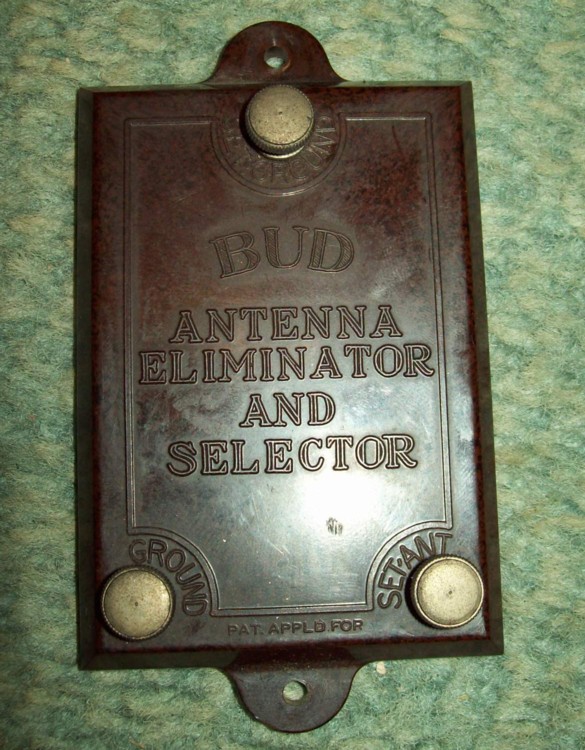 BUD
ANTENNA
ELIMINATOR
AND
SELECTOR
GROUND
SET·ANT
PAT. APPL'D. FOR